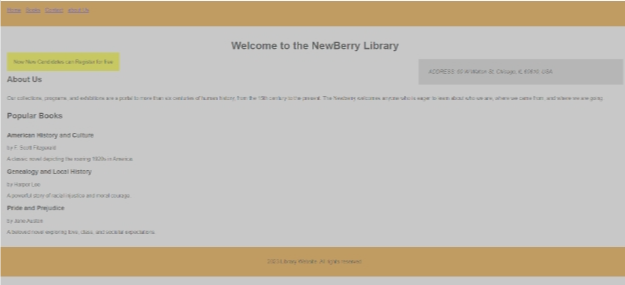 Home Books Contact About Us
Welcome to the NewBerry Library
Now New Candidates can Register for free
ADDRESS: 60 W Walton St, Chicago, IL 60610, USA
About Us
Our collections, programs, and exhibitions are a portal to more than six centuries of human history from the 15th century to the present. The Newberry welcomes anyone who is eager to learn about who we are, where we came from, and where we are going.
Popular Books
American History and Culture
by F. Scott Fitzgerald
A classic novel depicting the roaring 1920s in America.
Genealogy and Local History
by Harper Lee
A powerful story of racial injustice and moral courage.
Pride and Prejudice
by Jane Austen
A beloved novel exploring love, class, and societal expectations.
Library Website. All rights reserved.